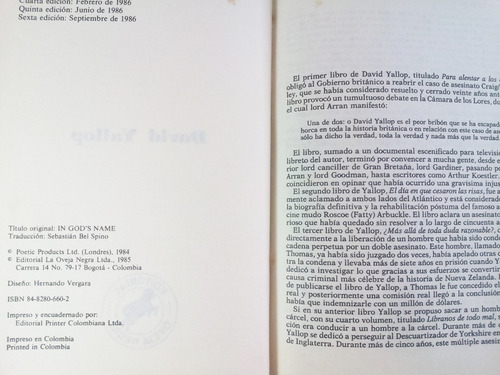 Cuarta edición: Febrero de 1986
Quinta edición: Junio de 1986
Sexta edición: Septiembre de 1986
David Yallop
Título original: IN GOD'S NAME
Traducción: Sebastián Bel Spino
© Poetic Products Ltd. (Londres), 1984
© Editorial La Oveja Negra Ltda., 1985
Carrera 14 No. 79-17 Bogotá - Colombia
Diseño: Hernando Vergara
ISBN 84-8280-660-2
Impreso y encuadernado por:
Editorial Printer Colombiana Ltda.
Impreso en Colombia
Printed in Colombia
El primer libro de David Yallop, titulado Para alentar a los
obligó al Gobierno británico a reabrir el caso de asesinato Craig/
ley, que se había considerado resuelto y cerrado veinte años ant
libro provocó un tumultuoso debate en la Cámara de los Lores, du
el cual lord Arran manifestó:
Una de dos: o David Yallop es el peor bribón que se ha escapad
horca en toda la historia británica o en relación con este caso de as
sólo ha dicho la verdad, toda la verdad y nada más que la verdad.
El libro, sumado a un documental escenificado para televisió
libreto del autor, terminó por convencer a mucha gente, desde el
rior lord canciller de Gran Bretaña, lord Gardiner, pasando po
Arran y lord Goodman, hasta escritores como Arthur Koestler.
coincidieron en opinar que había ocurrido una gravísima injus
El segundo libro de Yallop, El día en que cesaron las risas, fue
mente aclamado a ambos lados del Atlántico y está considerado
la biografía definitiva y la rehabilitación póstuma del famoso a
cine mudo Roscoe (Fatty) Arbuckle. El libro aclara un asesinat
rioso que había quedado sin resolver a lo largo de cincuenta a
El tercer libro de Yallop, ¿Más allá de toda duda razonable?, c
directamente a la liberación de un hombre que había sido cond
cadena perpetua por un doble asesinato. Este hombre, llamad
Thomas, ya había sido juzgado dos veces, había apelado otras
tra la condena y llevaba más de siete años en prisión cuando Y
dedicó a investigar lo que gracias a sus esfuerzos se convertir
causa criminal más célebre de la historia de Nueva Zelanda. I
de publicarse el libro de Yallop, a Thomas le fue concedido el
real y posteriormente una comisión real llegó a la conclusión
había que indemnizarle con un millón de dólares.
Si en su anterior libro Yallop se propuso sacar a un homb
cárcel, con su cuarto volumen, titulado Líbranos de todo mal,
ción era conducir a un hombre a la cárcel. Durante más de c
Yallop se dedicó a perseguir al Descuartizador de Yorkshire en
de Inglaterra. Durante más de cinco años, este múltiple asesin